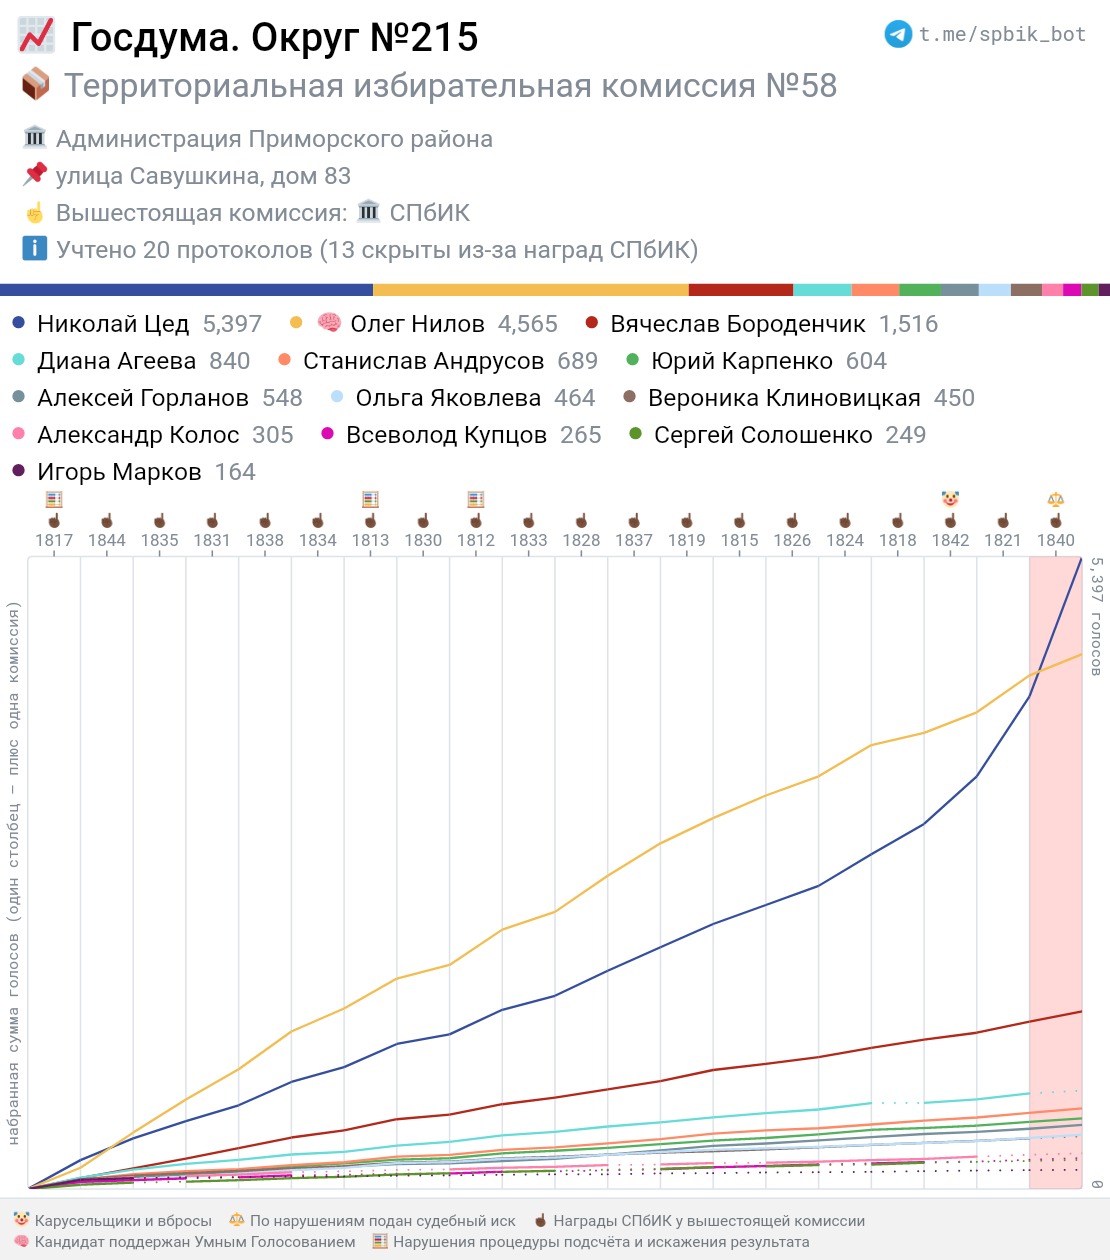 Госдума. Округ №215
t.me/spbik_bot
Территориальная избирательная комиссия №58
Администрация Приморского района
улица Савушкина, дом 83
Вышестоящая комиссия: СПбИК
Учтено 20 протоколов (13 скрыты из-за наград СПбИК)
Николай Цед 5,397 Олег Нилов 4,565 Вячеслав Бороденчик 1,516
Диана Агеева 840 Станислав Андрусов 689 Юрий Карпенко 604
Алексей Горланов 548 Ольга Яковлева 464 Вероника Клиновицкая 450
Александр Колос 305 Всеволод Купцов 265 Сергей Солошенко 249
Игорь Марков 164
1817 1844 1835 1831 1838 1834 1813 1830 1812 1833 1828 1837 1819 1815 1826 1824 1818 1842 1821 1840
набранная сумма голосов (один столбец — плюс одна комиссия)
5,397 голосов
0
Карусельщики и вбросы По нарушениям подан судебный иск Награды СПбИК у вышестоящей комиссии
Кандидат поддержан Умным Голосованием Нарушения процедуры подсчёта и искажения результата